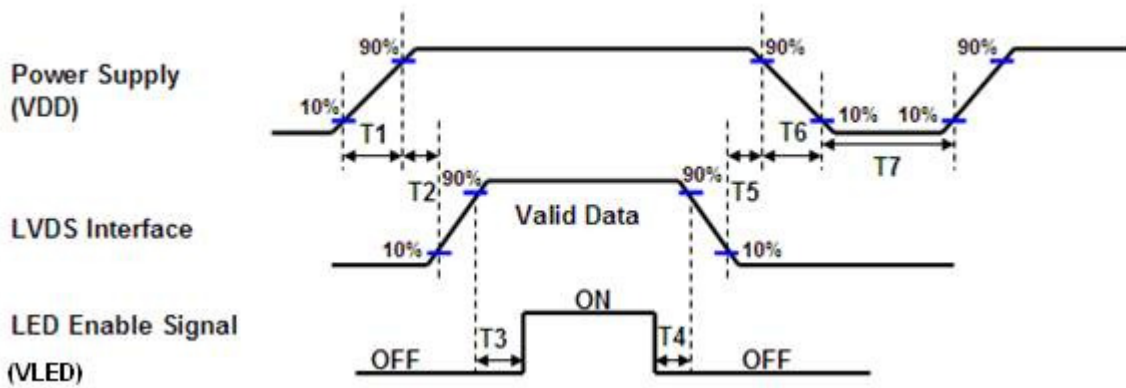 Power Supply
(VDD)
90%
90%
90%
10%
10%
10%
T1
T6
T2
T5
T7
LVDS Interface
90%
90%
Valid Data
10%
10%
LED Enable Signal
(VLED)
ON
T3
T4
OFF
OFF